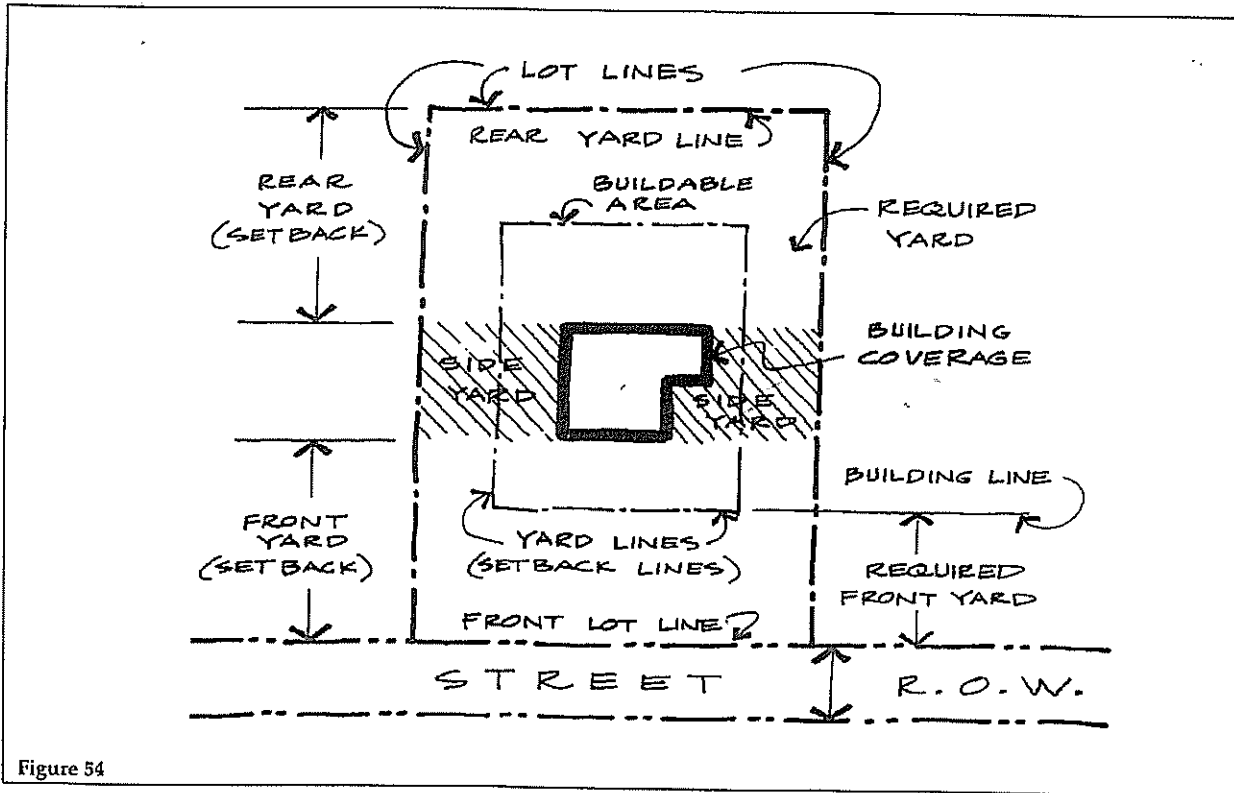 LOT LINES
REAR YARD LINE
REAR
YARD
(SETBACK)
BUILDABLE
AREA
REQUIRED
YARD
BUILDING
COVERAGE
SIDE
YARD
SIDE
YARD
BUILDING LINE
FRONT
YARD
(SETBACK)
YARD LINES
(SETBACK LINES)
REQUIRED
FRONT YARD
FRONT LOT LINE
STREET
R.O.W.
Figure 54